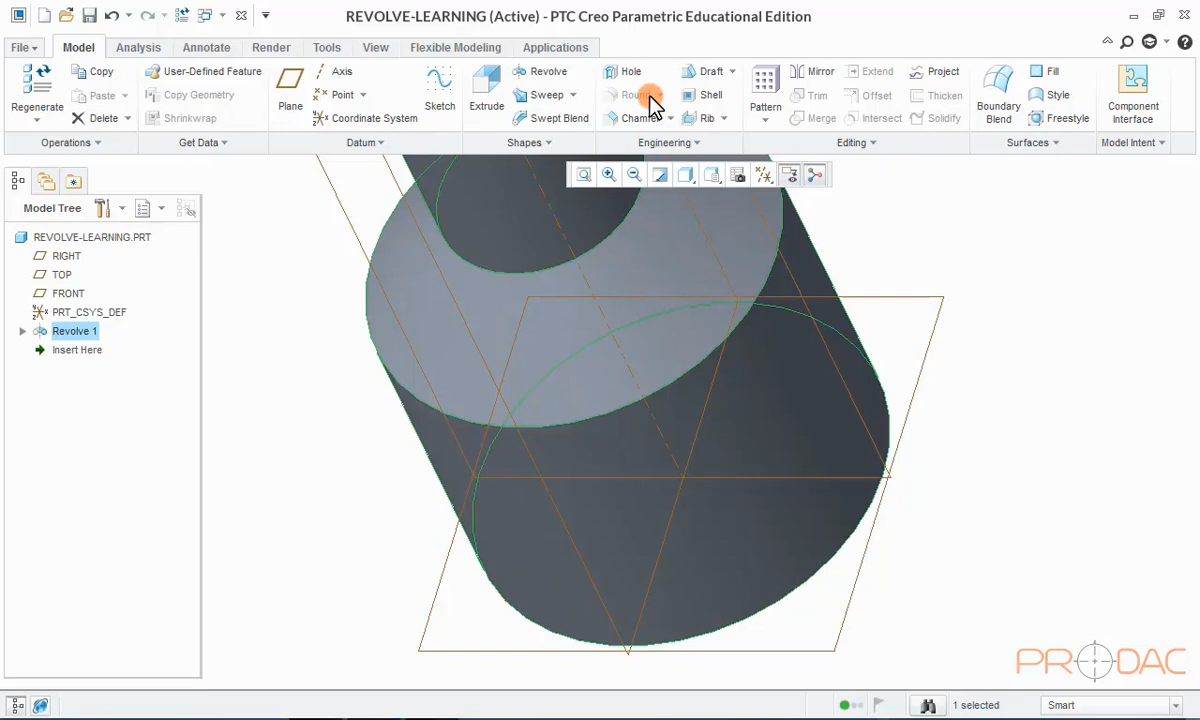 REVOLVE-LEARNING (Active) - PTC Creo Parametric Educational Edition
File Model Analysis Annotate Render Tools View Flexible Modeling Applications
Regenerate
Copy
Paste
Delete
Operations
User-Defined Feature
Copy Geometry
Shrinkwrap
Get Data
Plane
Axis
Point
Coordinate System
Sketch
Datum
Extrude
Revolve
Sweep
Swept Blend
Shapes
Hole
Draft
Shell
Rib
Engineering
Pattern
Mirror
Extend
Project
Trim
Offset
Thicken
Merge
Intersect
Solidify
Editing
Boundary
Blend
Fill
Style
Freestyle
Surfaces
Component
Interface
Model Intent
Model Tree
REVOLVE-LEARNING.PRT
RIGHT
TOP
FRONT
PRT_CSYS_DEF
Revolve 1
Insert Here
PRODAC
1 selected
Smart